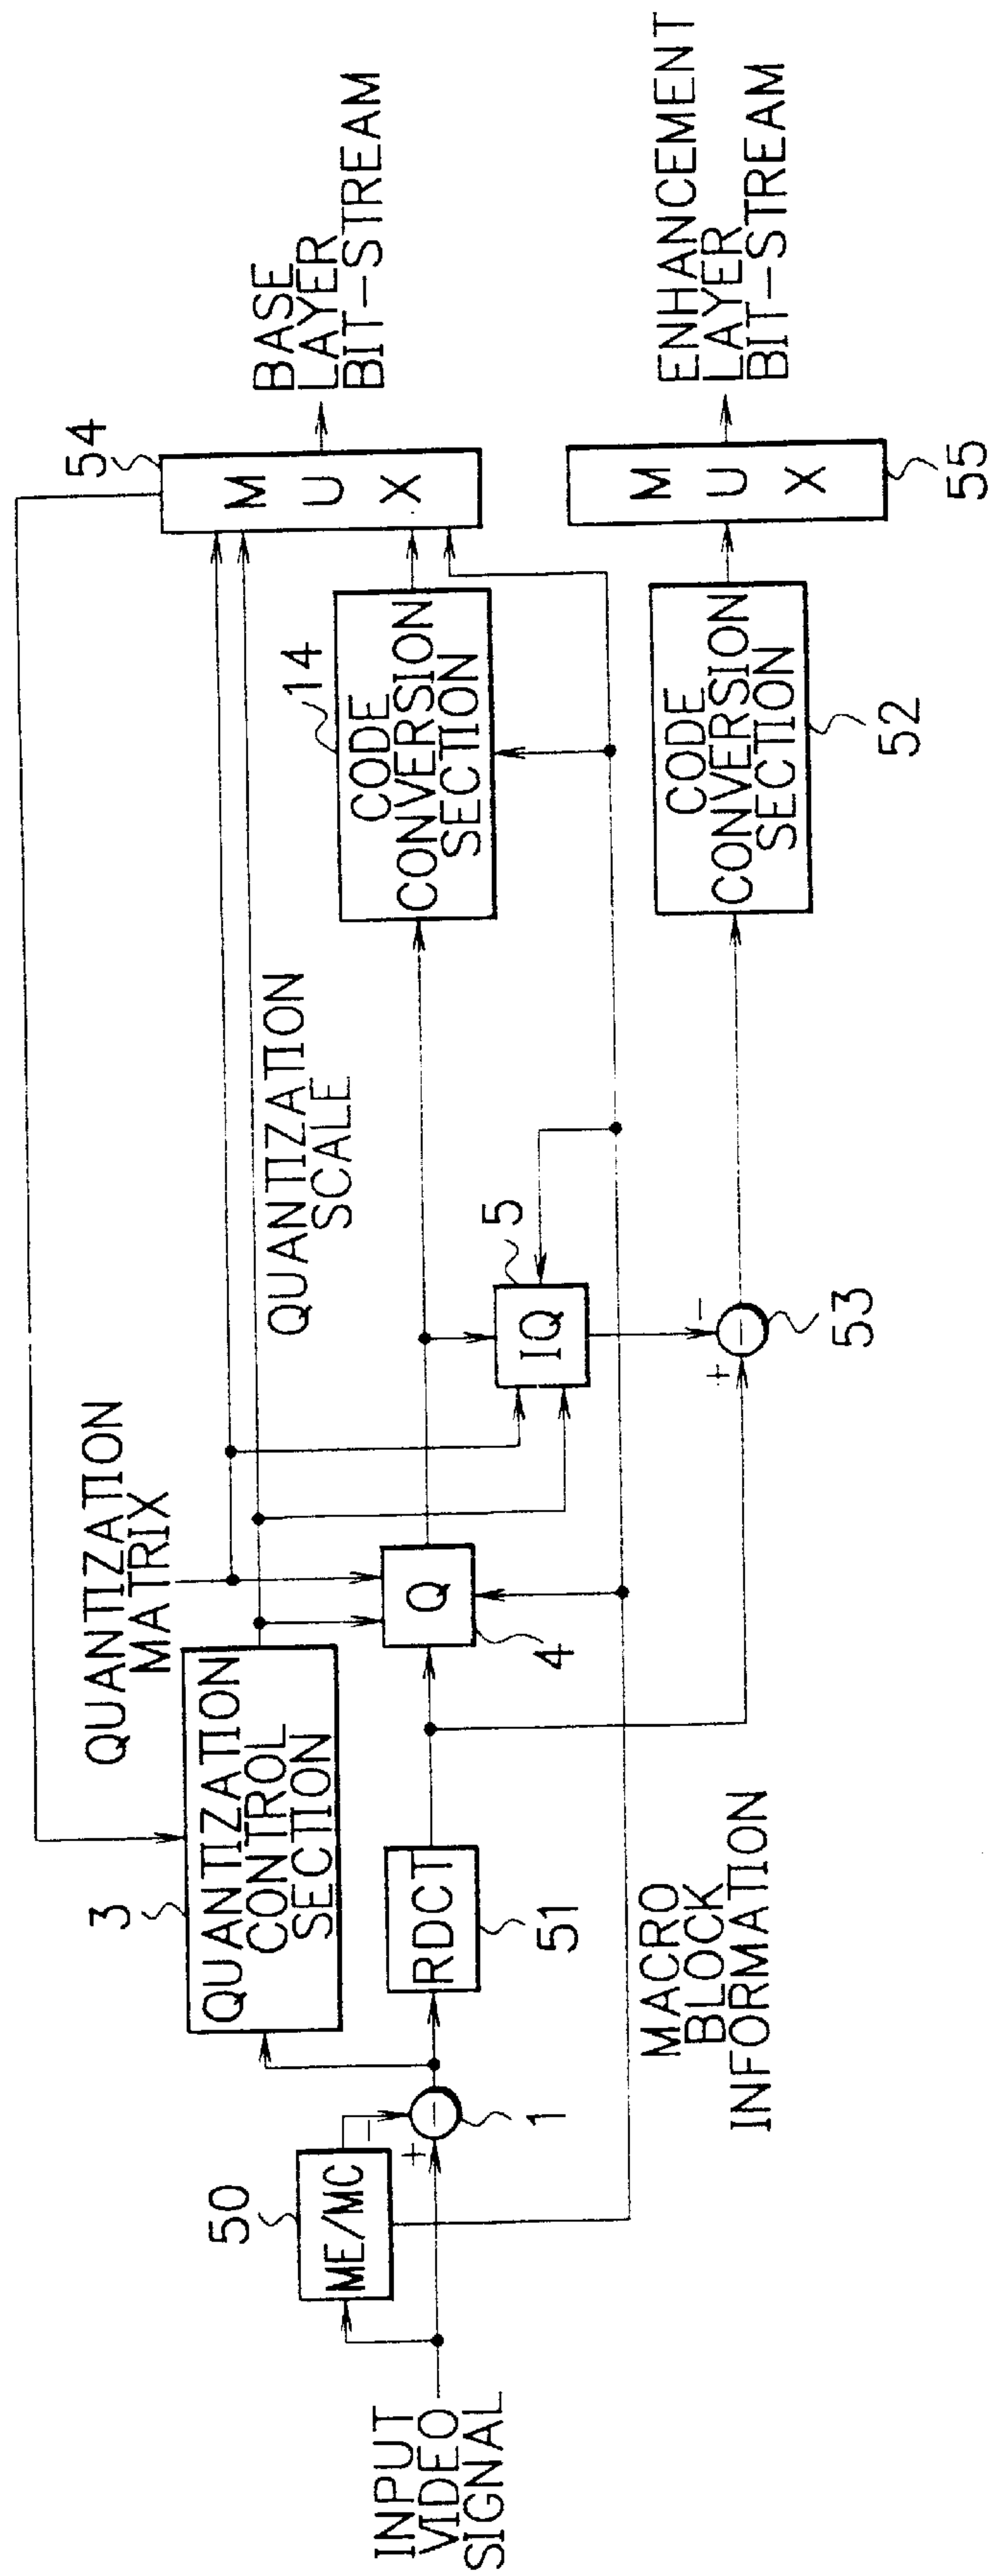 INPUT
VIDEO
SIGNAL
50
ME/MC
+
−
1
3
QUANTIZATION
CONTROL
SECTION
RDCT
51
MACRO
BLOCK
INFORMATION
QUANTIZATION
MATRIX
Q
4
QUANTIZATION
SCALE
5
IQ
+
−
53
14
CODE
CONVERSION
SECTION
CODE
CONVERSION
SECTION
52
54
M
U
X
M
U
X
55
BASE
LAYER
BIT-STREAM
ENHANCEMENT
LAYER
BIT-STREAM